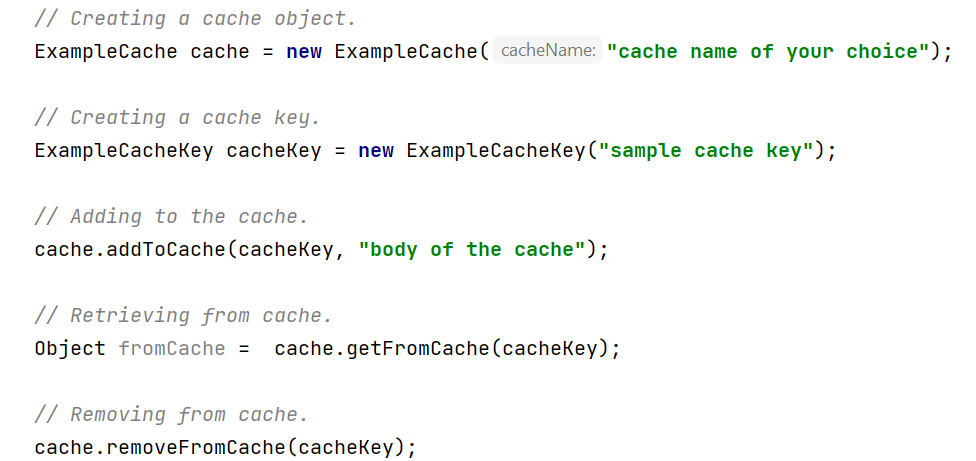 // Creating a cache object.
ExampleCache cache = new ExampleCache( cacheName: "cache name of your choice");
// Creating a cache key.
ExampleCacheKey cacheKey = new ExampleCacheKey("sample cache key");
// Adding to the cache.
cache.addToCache(cacheKey, "body of the cache");
// Retrieving from cache.
Object fromCache =  cache.getFromCache(cacheKey);
// Removing from cache.
cache.removeFromCache(cacheKey);